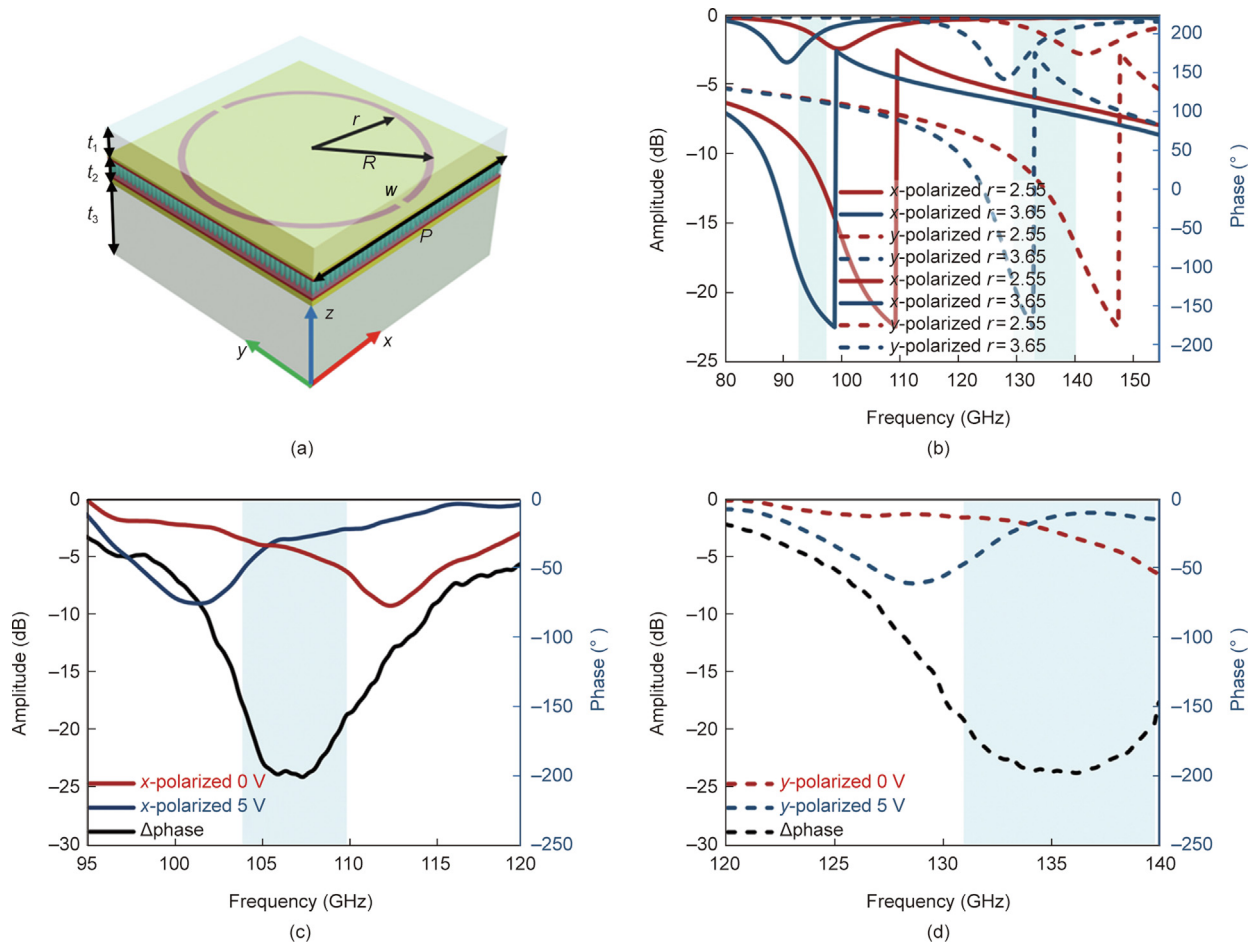 t1
t2
t3
r
R
w
P
z
y
x
(a)
0
–5
–10
–15
–20
–25
Amplitude (dB)
200
150
100
50
0
–50
–100
–150
–200
Phase (°)
x-polarized r = 2.55
x-polarized r = 3.65
y-polarized r = 2.55
y-polarized r = 3.65
x-polarized r = 2.55
x-polarized r = 3.65
y-polarized r = 2.55
y-polarized r = 3.65
80 90 100 110 120 130 140 150
Frequency (GHz)
(b)
0
–5
–10
–15
–20
–25
–30
Amplitude (dB)
0
–50
–100
–150
–200
–250
Phase (°)
x-polarized 0 V
x-polarized 5 V
Δphase
95 100 105 110 115 120
Frequency (GHz)
(c)
0
–5
–10
–15
–20
–25
–30
Amplitude (dB)
0
–50
–100
–150
–200
–250
Phase (°)
y-polarized 0 V
y-polarized 5 V
Δphase
120 125 130 135 140
Frequency (GHz)
(d)